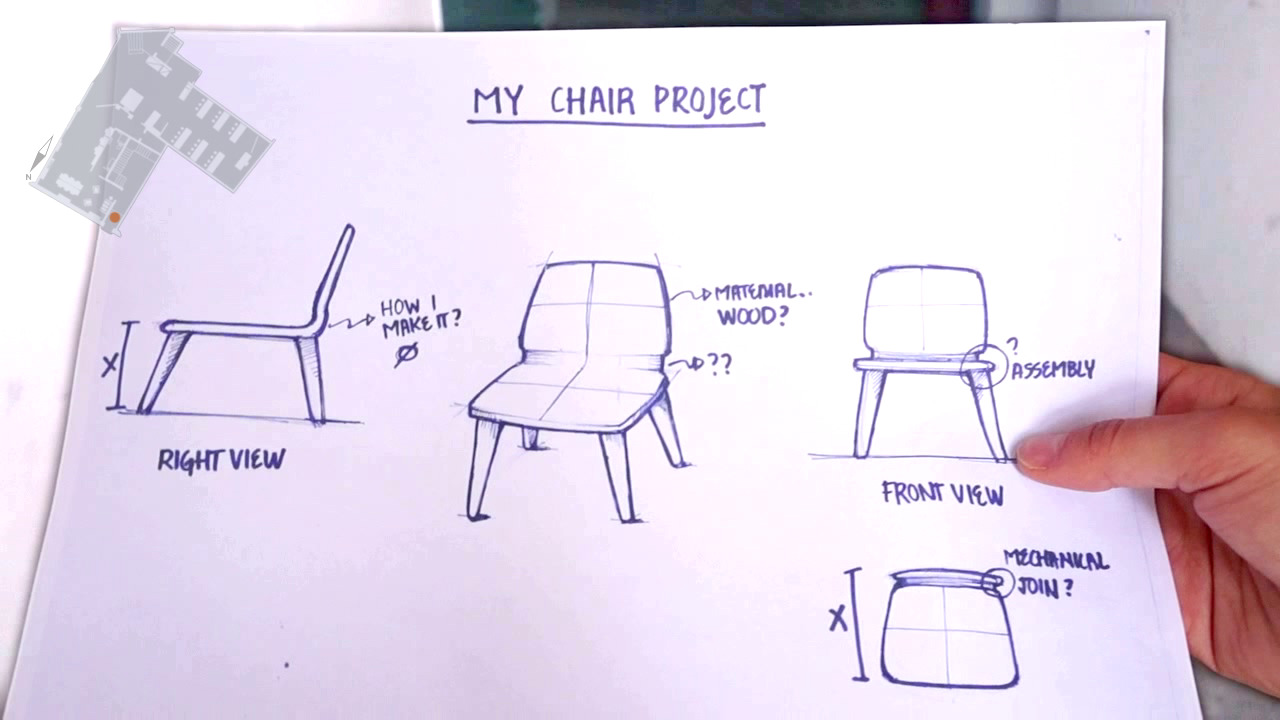 MY CHAIR PROJECT
N
HOW I
MAKE IT?
X
RIGHT VIEW
MATERIAL..
WOOD?
??
?
ASSEMBLY
FRONT VIEW
MECHANICAL
JOIN?
X